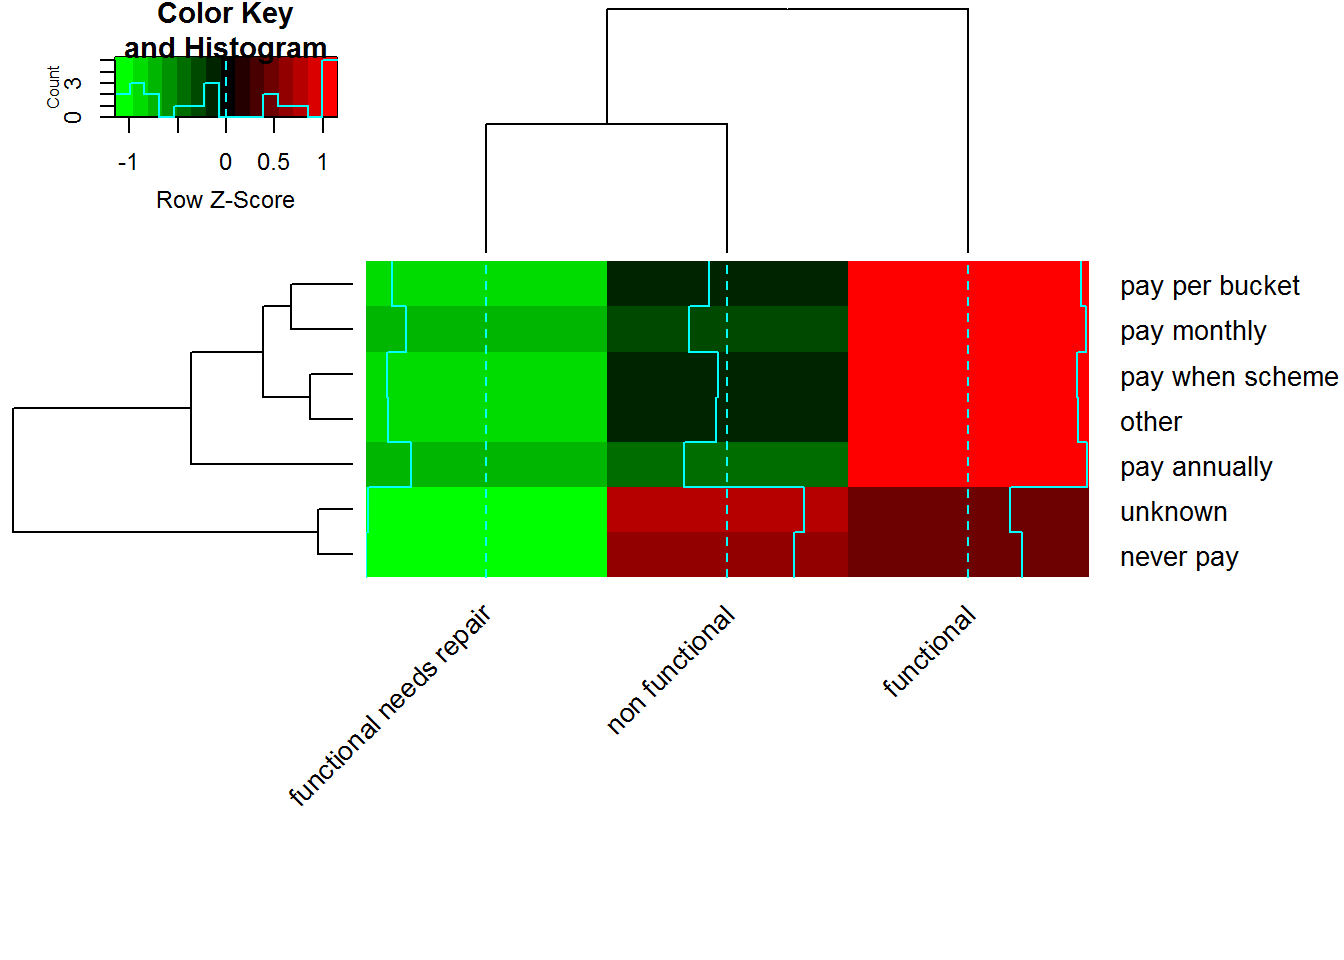 Color Key
and Histogram
Count
0 3
-1 0 0.5 1
Row Z-Score
pay per bucket
pay monthly
pay when scheme
other
pay annually
unknown
never pay
functional needs repair
non functional
functional